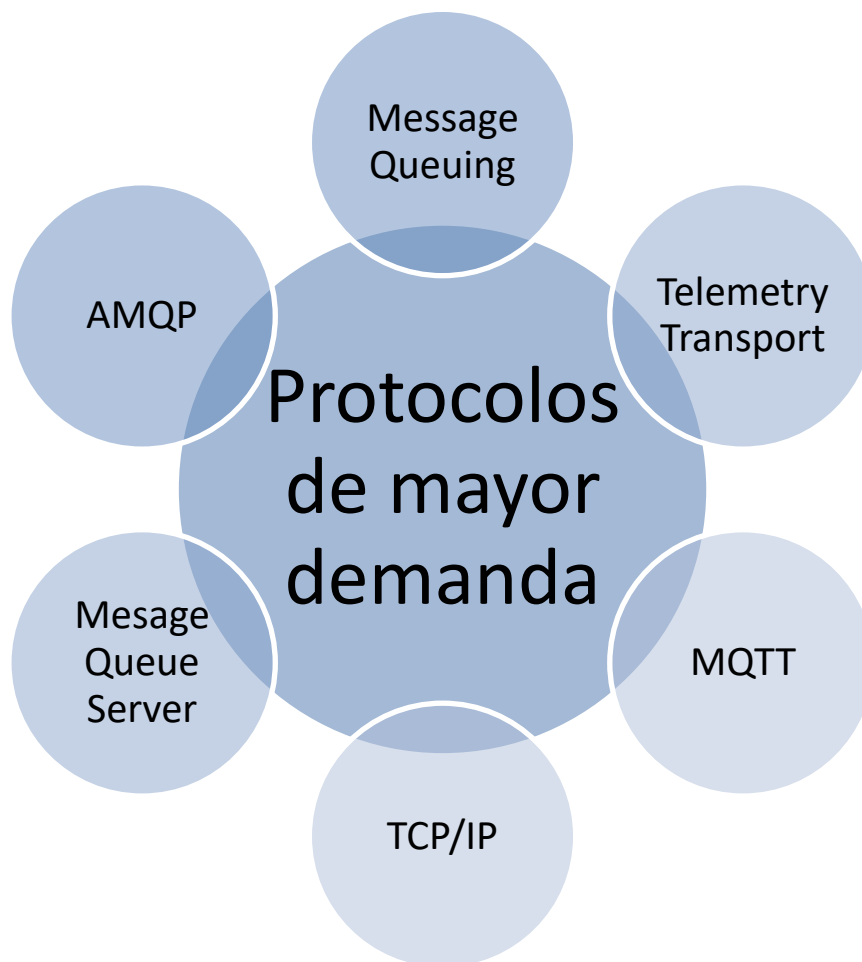 Message
Queuing
Telemetry
Transport
AMQP
Protocolos
de mayor
demanda
Mesage
Queue
Server
MQTT
TCP/IP